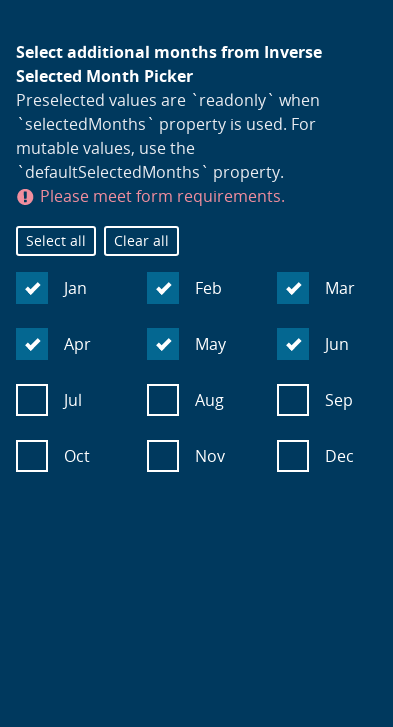 Select additional months from Inverse
Selected Month Picker
Preselected values are `readonly` when
`selectedMonths` property is used. For
mutable values, use the
`defaultSelectedMonths` property.
Please meet form requirements.
Select all Clear all
Jan Feb Mar
Apr May Jun
Jul Aug Sep
Oct Nov Dec